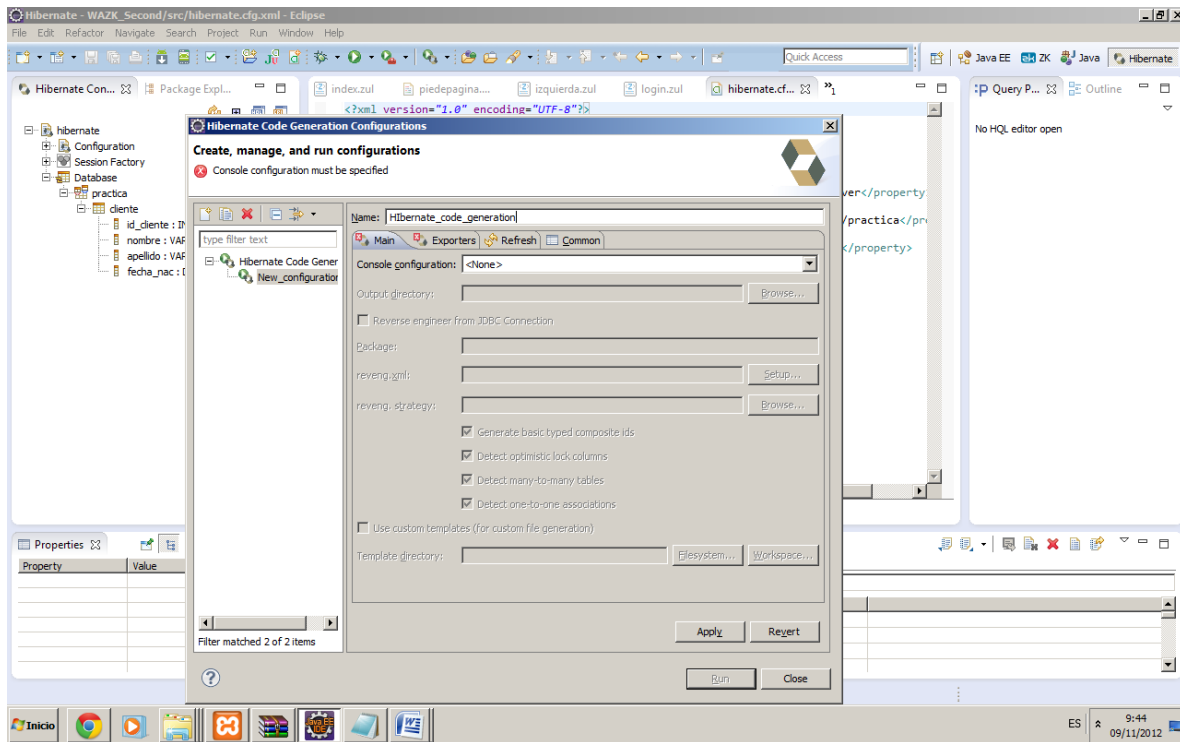 Hibernate - WAZK_Second/src/hibernate.cfg.xml - Eclipse
File Edit Refactor Navigate Search Project Run Window Help
Quick Access
Java EE ZK Java Hibernate
Hibernate Con... Package Expl...
index.zul piedepagina.... izquierda.zul login.zul hibernate.cf... »1
Query P... Outline
<?xml version="1.0" encoding="UTF-8"?>
No HQL editor open
hibernate
Configuration
Session Factory
Database
practica
cliente
id_cliente : IN
nombre : VAR
apellido : VAR
fecha_nac : D
ver</property
/practica</pro
</property>
Hibernate Code Generation Configurations
Create, manage, and run configurations
Console configuration must be specified
type filter text
Hibernate Code Gener
New_configuration
Filter matched 2 of 2 items
Name: HIbernate_code_generation
Main Exporters Refresh Common
Console configuration: <None>
Output directory: Browse...
Reverse engineer from JDBC Connection
Package:
reveng.xml: Setup...
reveng. strategy: Browse...
Generate basic typed composite ids
Detect optimistic lock columns
Detect many-to-many tables
Detect one-to-one associations
Use custom templates (for custom file generation)
Template directory: Filesystem... Workspace...
Apply Revert
Run Close
Properties
Property Value
Inicio
Java EE IDE
ES
9:44
09/11/2012